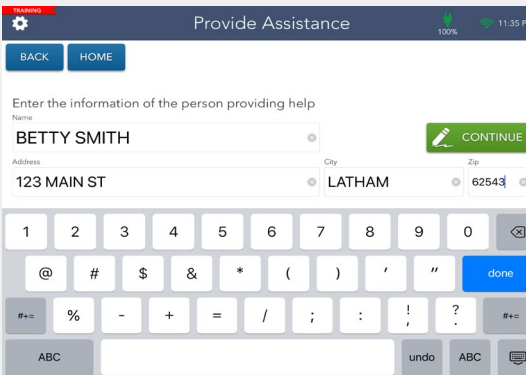 TRAINING
Provide Assistance
100%
11:35 P
BACK HOME
Enter the information of the person providing help
Name
BETTY SMITH
CONTINUE
Address City Zip
123 MAIN ST LATHAM 62543
1 2 3 4 5 6 7 8 9 0
@ # $ & * ( ) ' " done
#+= % - + = / ; : ! , ? . #+=
ABC undo ABC